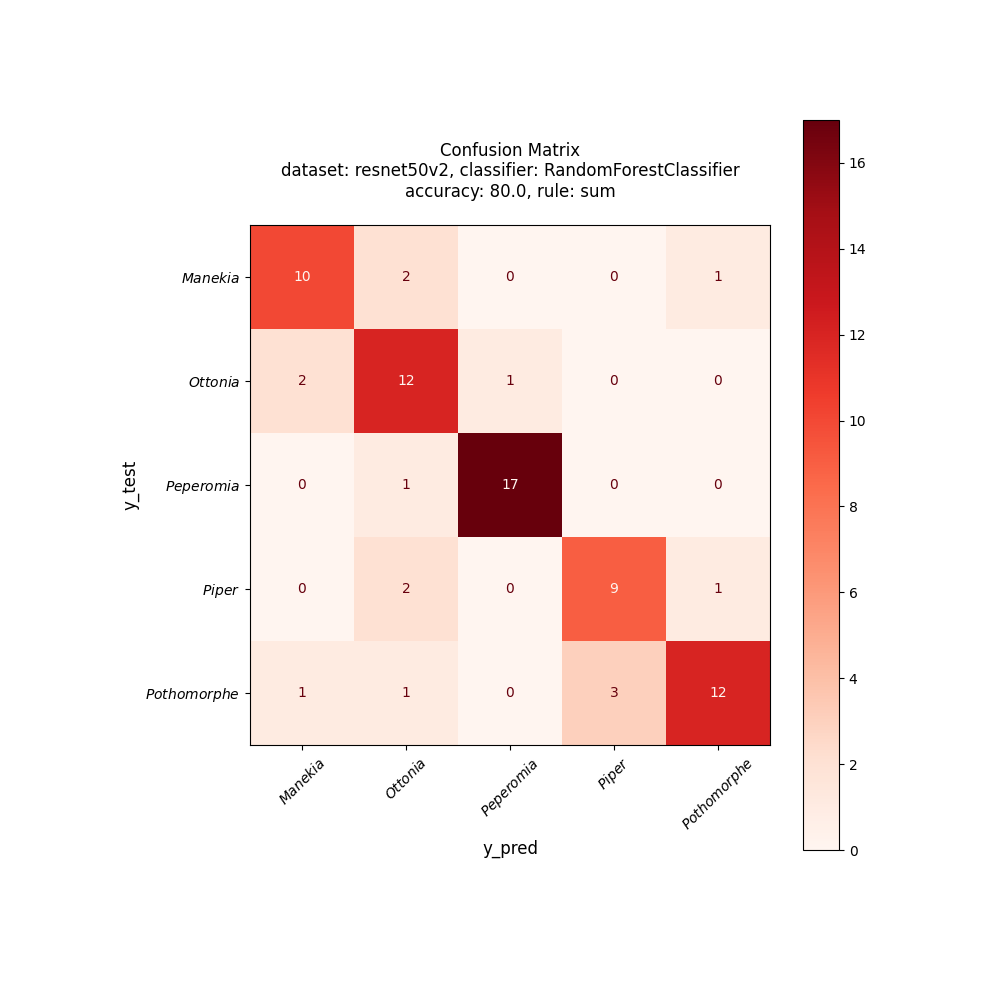 Confusion Matrix
dataset: resnet50v2, classifier: RandomForestClassifier
accuracy: 80.0, rule: sum
y_test
Manekia 10 2 0 0 1
Ottonia 2 12 1 0 0
Peperomia 0 1 17 0 0
Piper 0 2 0 9 1
Pothomorphe 1 1 0 3 12
Manekia Ottonia Peperomia Piper Pothomorphe
y_pred
16
14
12
10
8
6
4
2
0